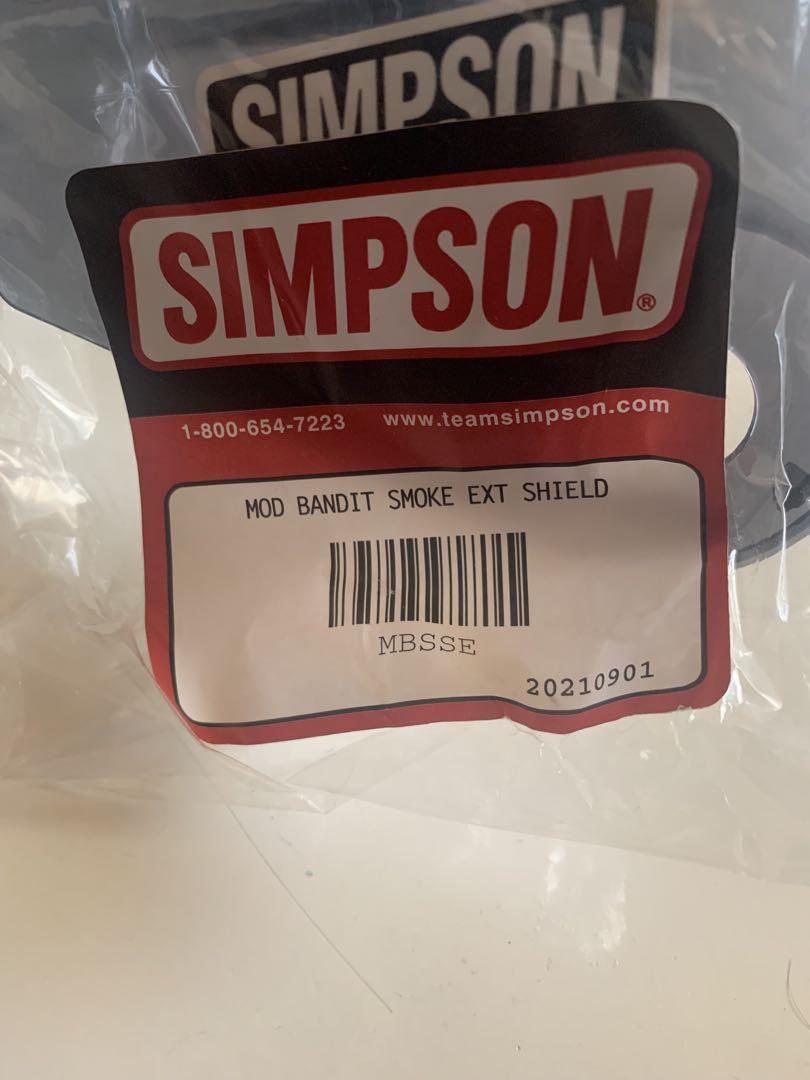 SIMPSON
SIMPSON®
1-800-654-7223 www.teamsimpson.com
MOD BANDIT SMOKE EXT SHIELD
MBSSE
20210901